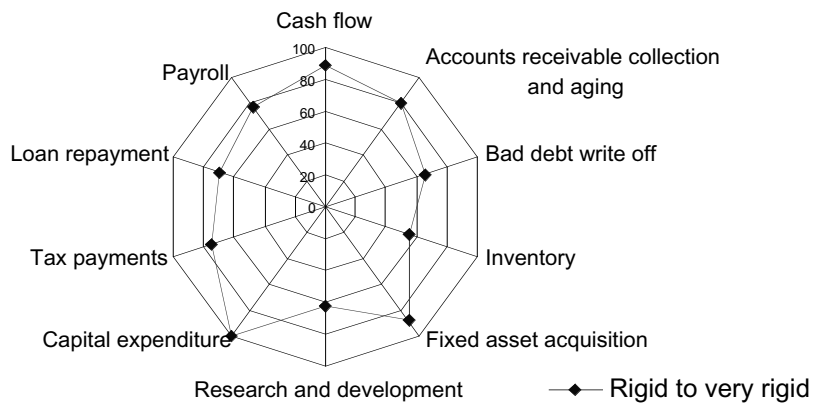 Cash flow
100
80
60
40
20
0
Accounts receivable collection
and aging
Bad debt write off
Inventory
Fixed asset acquisition
Research and development
Capital expenditure
Tax payments
Loan repayment
Payroll
Rigid to very rigid